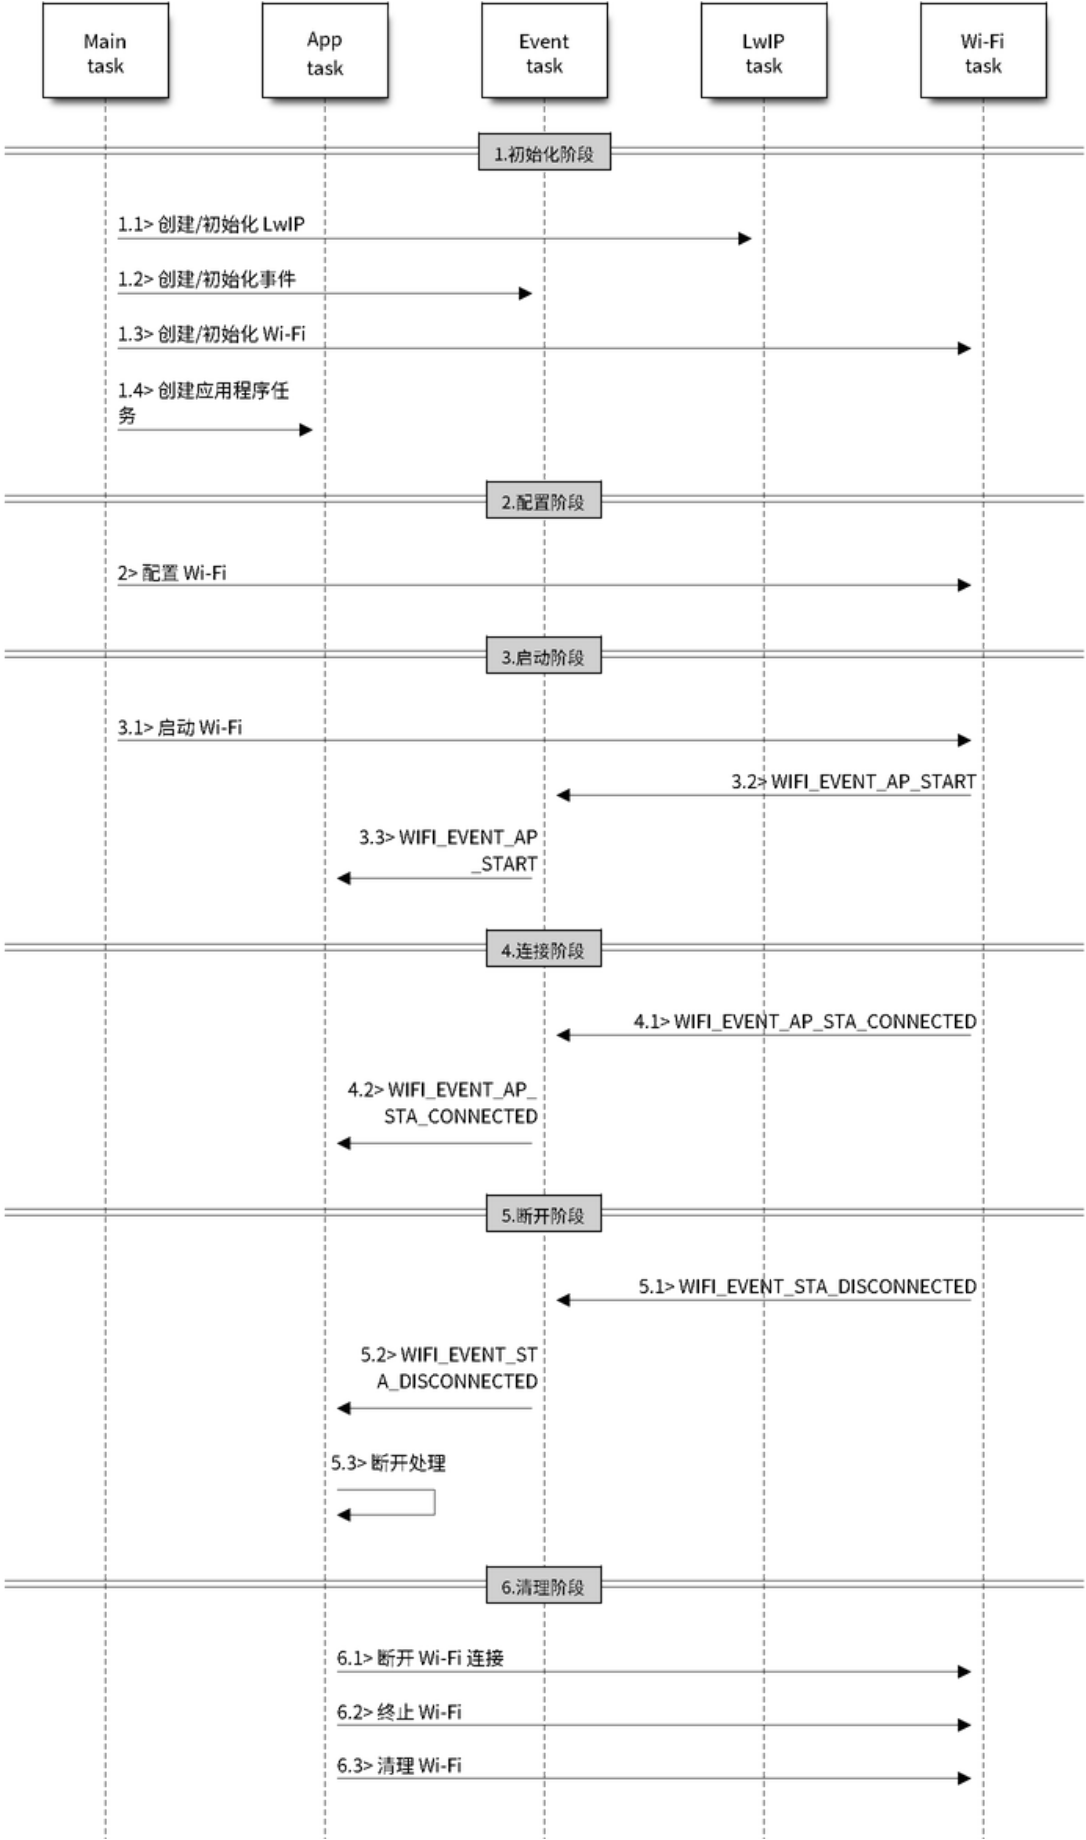 Main
task
App
task
Event
task
LwIP
task
Wi-Fi
task
1.初始化阶段
1.1> 创建/初始化 LwIP
1.2> 创建/初始化事件
1.3> 创建/初始化 Wi-Fi
1.4> 创建应用程序任
务
2.配置阶段
2> 配置 Wi-Fi
3.启动阶段
3.1> 启动 Wi-Fi
3.2> WIFI_EVENT_AP_START
3.3> WIFI_EVENT_AP
_START
4.连接阶段
4.1> WIFI_EVENT_AP_STA_CONNECTED
4.2> WIFI_EVENT_AP_
STA_CONNECTED
5.断开阶段
5.1> WIFI_EVENT_STA_DISCONNECTED
5.2> WIFI_EVENT_ST
A_DISCONNECTED
5.3> 断开处理
6.清理阶段
6.1> 断开 Wi-Fi 连接
6.2> 终止 Wi-Fi
6.3> 清理 Wi-Fi